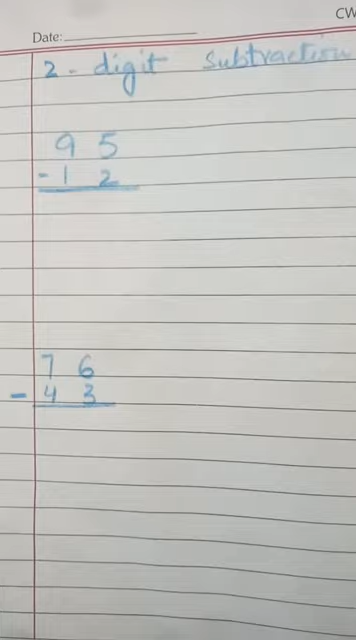 CW
Date:
2 - digit subtraction
9 5
- 1 2
7 6
- 4 3